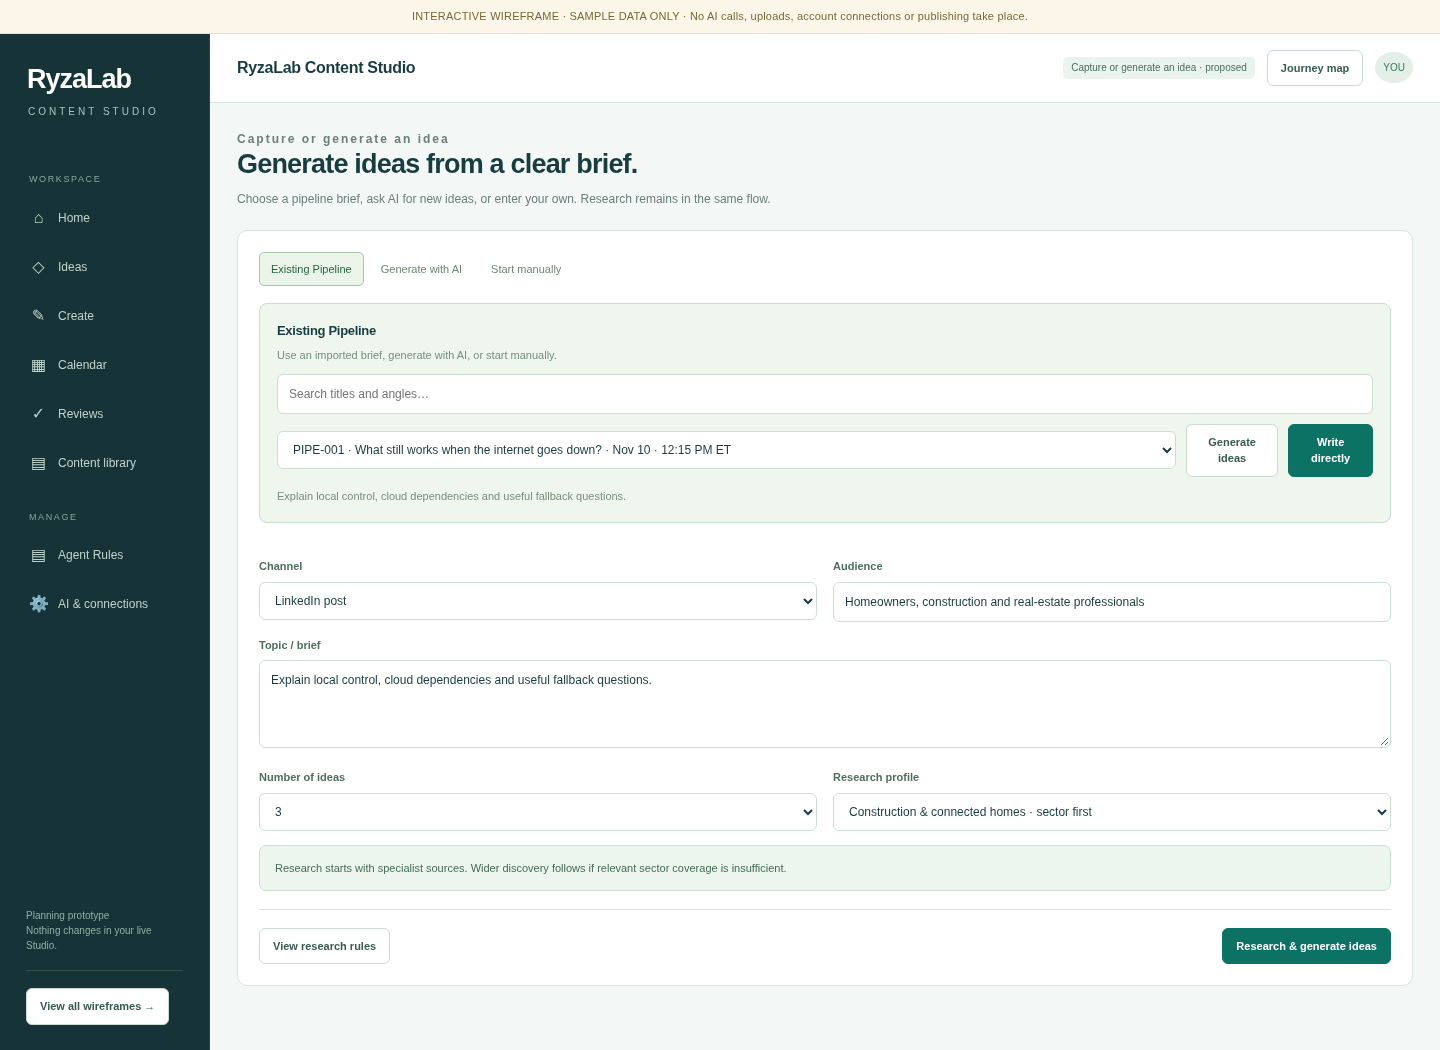 INTERACTIVE WIREFRAME · SAMPLE DATA ONLY · No AI calls, uploads, account connections or publishing take place.
RyzaLab
CONTENT STUDIO
WORKSPACE
Home
Ideas
Create
Calendar
Reviews
Content library
MANAGE
Agent Rules
AI & connections
Planning prototype
Nothing changes in your live
Studio.
View all wireframes →
RyzaLab Content Studio
Capture or generate an idea · proposed
Journey map
YOU
Capture or generate an idea
Generate ideas from a clear brief.
Choose a pipeline brief, ask AI for new ideas, or enter your own. Research remains in the same flow.
Existing Pipeline
Generate with AI
Start manually
Existing Pipeline
Use an imported brief, generate with AI, or start manually.
Search titles and angles…
PIPE-001 · What still works when the internet goes down? · Nov 10 · 12:15 PM ET
Generate
ideas
Write
directly
Explain local control, cloud dependencies and useful fallback questions.
Channel
Audience
LinkedIn post
Homeowners, construction and real-estate professionals
Topic / brief
Explain local control, cloud dependencies and useful fallback questions.
Number of ideas
Research profile
3
Construction & connected homes · sector first
Research starts with specialist sources. Wider discovery follows if relevant sector coverage is insufficient.
View research rules
Research & generate ideas